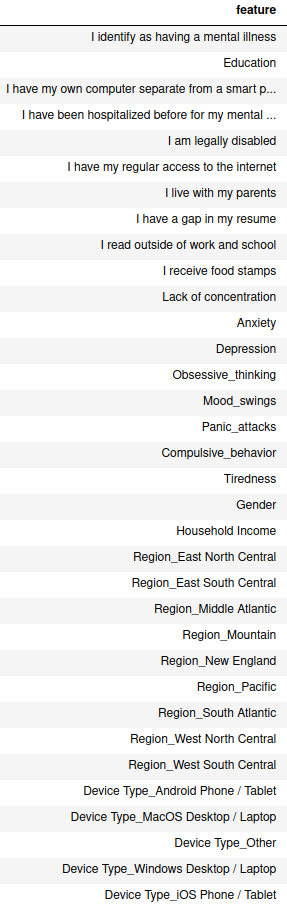 feature
I identify as having a mental illness
Education
I have my own computer separate from a smart p...
I have been hospitalized before for my mental ...
I am legally disabled
I have my regular access to the internet
I live with my parents
I have a gap in my resume
I read outside of work and school
I receive food stamps
Lack of concentration
Anxiety
Depression
Obsessive_thinking
Mood_swings
Panic_attacks
Compulsive_behavior
Tiredness
Gender
Household Income
Region_East North Central
Region_East South Central
Region_Middle Atlantic
Region_Mountain
Region_New England
Region_Pacific
Region_South Atlantic
Region_West North Central
Region_West South Central
Device Type_Android Phone / Tablet
Device Type_MacOS Desktop / Laptop
Device Type_Other
Device Type_Windows Desktop / Laptop
Device Type_iOS Phone / Tablet